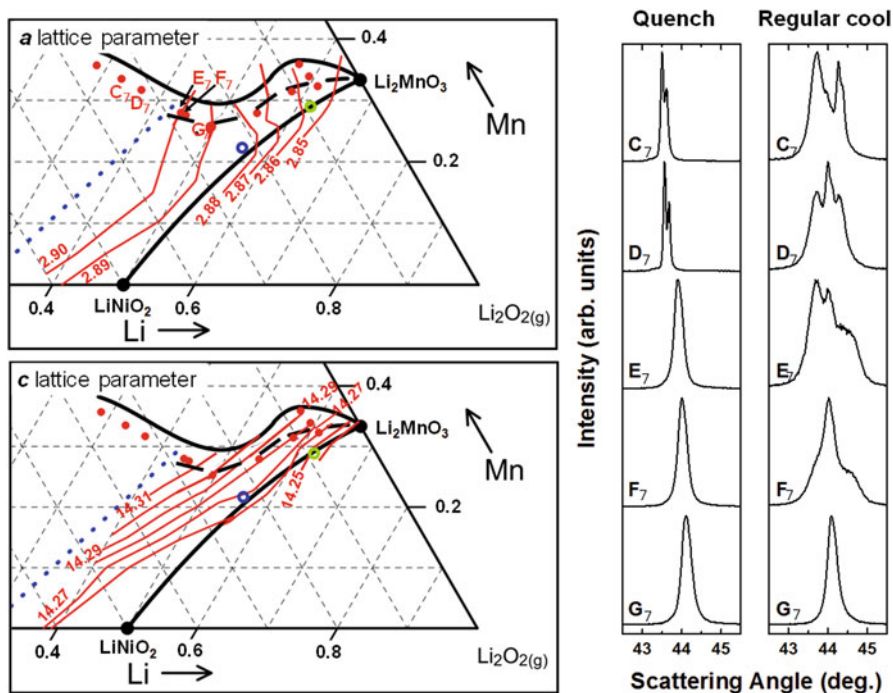 a lattice parameter
0.4
Li2MnO3
Mn
0.2
C7
D7
E7
F7
G7
2.90
2.89
2.88
2.87
2.86
2.85
0.4
LiNiO2
0.6
0.8
Li2O2(g)
Li
c lattice parameter
0.4
Li2MnO3
Mn
0.2
14.29
14.27
14.25
14.31
14.29
14.27
0.4
LiNiO2
0.6
0.8
Li2O2(g)
Li
Quench
Regular cool
Intensity (arb. units)
C7
D7
E7
F7
G7
43 44 45
C7
D7
E7
F7
G7
43 44 45
Scattering Angle (deg.)